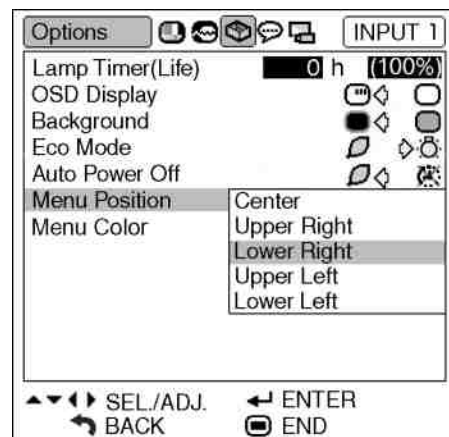 Options INPUT 1
Lamp Timer(Life) 0 h (100%)
OSD Display
Background
Eco Mode
Auto Power Off
Menu Position Center
Menu Color Upper Right
Lower Right
Upper Left
Lower Left
SEL./ADJ. ENTER
BACK END